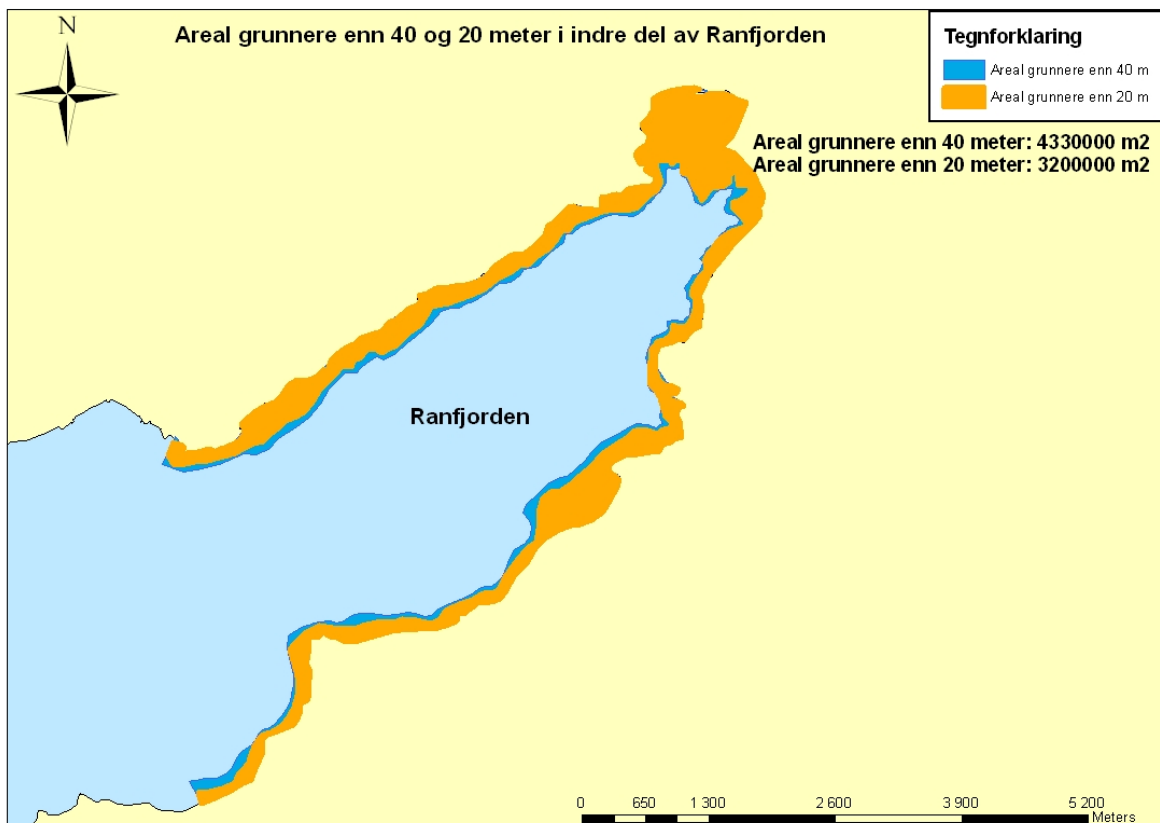 Areal grunnere enn 40 og 20 meter i indre del av Ranfjorden
N
Tegnforklaring
Areal grunnere enn 40 m
Areal grunnere enn 20 m
Areal grunnere enn 40 meter: 4330000 m2
Areal grunnere enn 20 meter: 3200000 m2
Ranfjorden
0 650 1 300 2 600 3 900 5 200
Meters